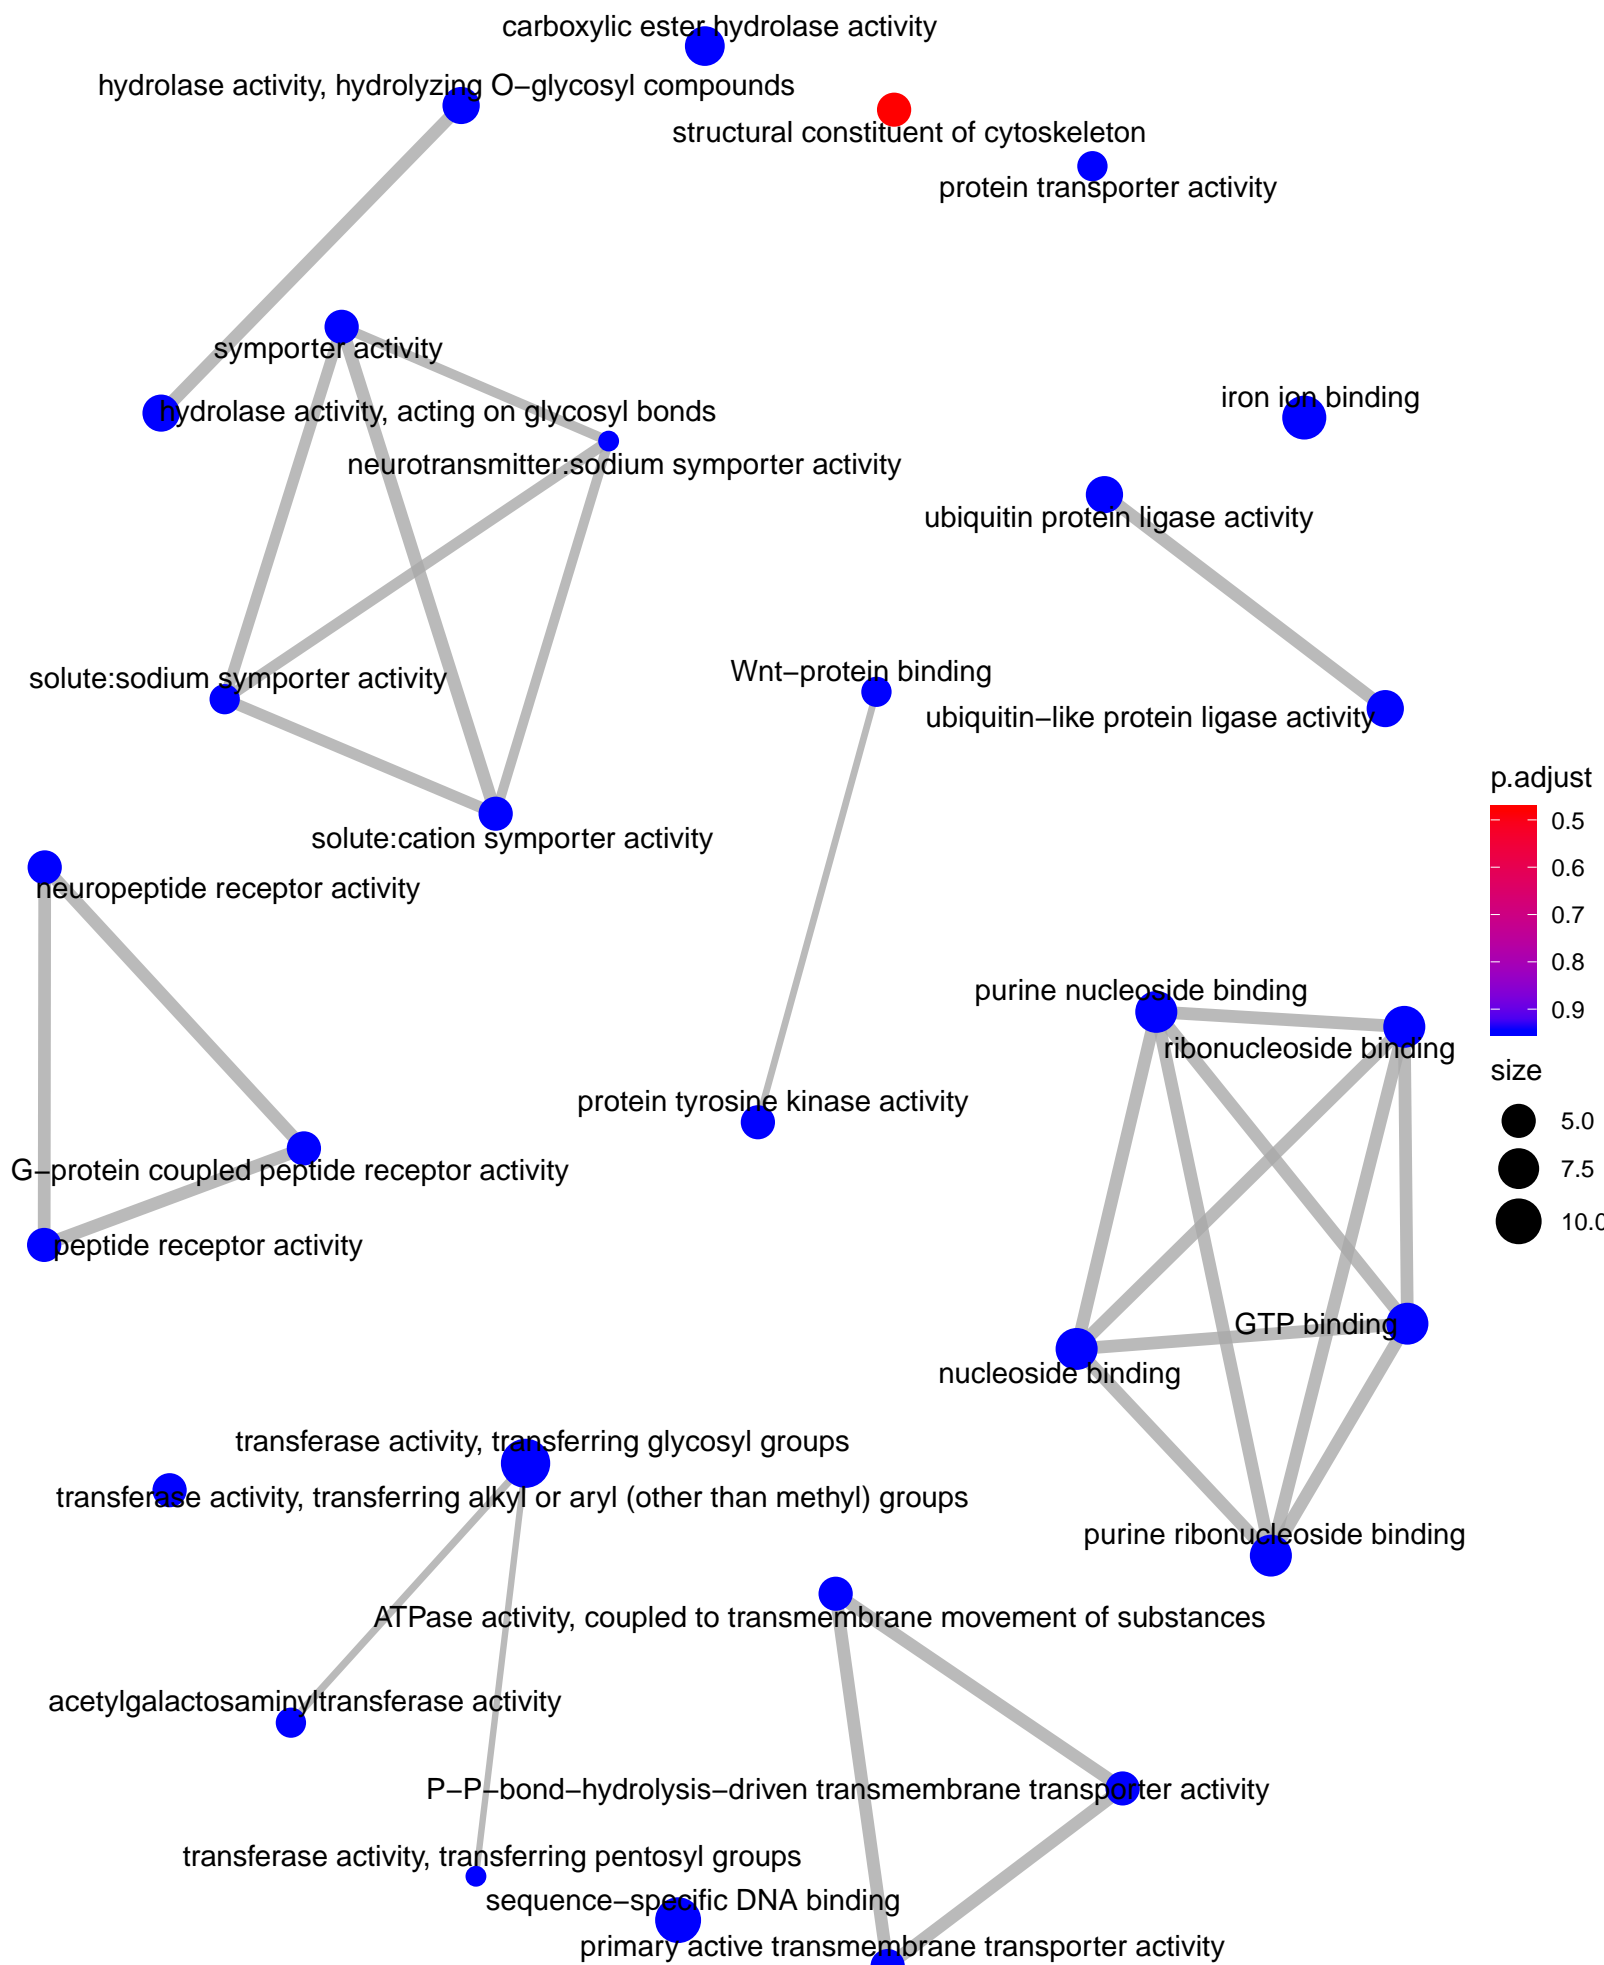 carboxylic ester hydrolase activity
hydrolase activity, hydrolyzing O−glycosyl compounds
structural constituent of cytoskeleton
protein transporter activity
symporter activity
iron ion binding
hydrolase activity, acting on glycosyl bonds
neurotransmitter:sodium symporter activity
ubiquitin protein ligase activity
Wnt−protein binding
solute:sodium symporter activity
ubiquitin−like protein ligase activity
p.adjust
0.5
0.6
0.7
0.8
0.9
solute:cation symporter activity
neuropeptide receptor activity
purine nucleoside binding
ribonucleoside binding
size
5.0
7.5
10.0
protein tyrosine kinase activity
G−protein coupled peptide receptor activity
peptide receptor activity
GTP binding
nucleoside binding
transferase activity, transferring glycosyl groups
transferase activity, transferring alkyl or aryl (other than methyl) groups
purine ribonucleoside binding
ATPase activity, coupled to transmembrane movement of substances
acetylgalactosaminyltransferase activity
P−P−bond−hydrolysis−driven transmembrane transporter activity
transferase activity, transferring pentosyl groups
sequence−specific DNA binding
primary active transmembrane transporter activity